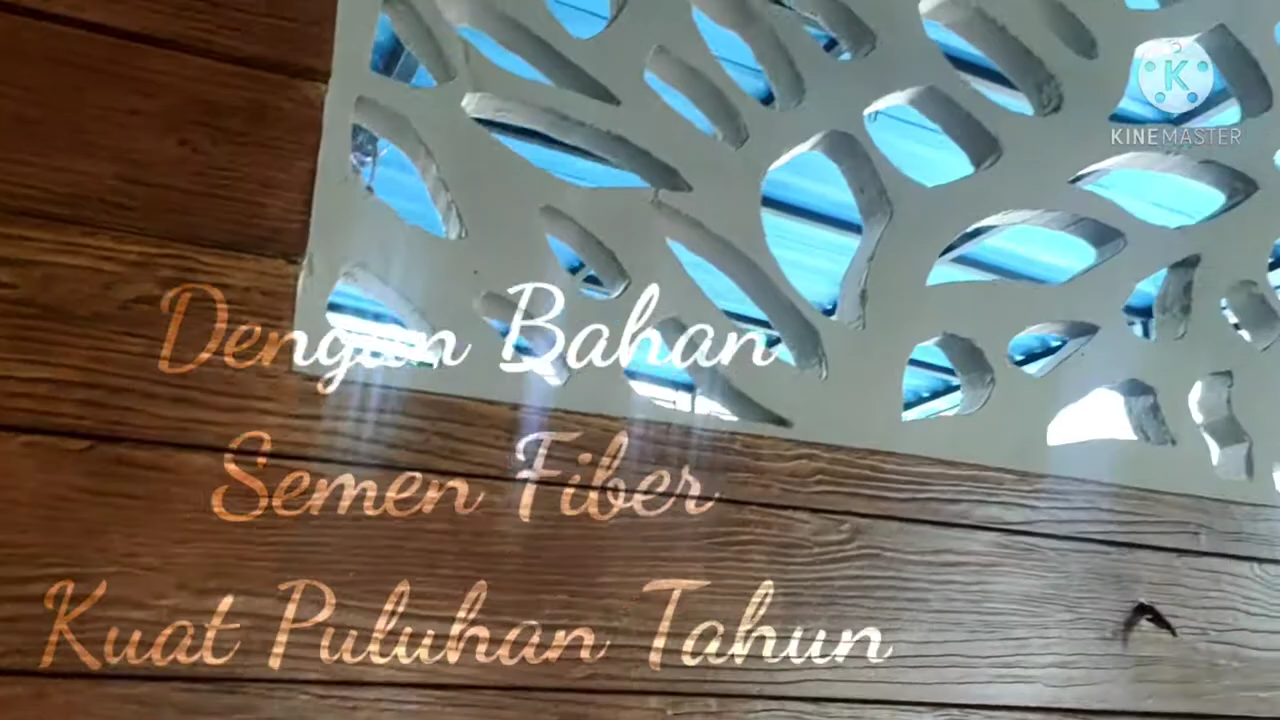 K
KINEMASTER
Dengan Bahan
Semen Fiber
Kuat Puluhan Tahun